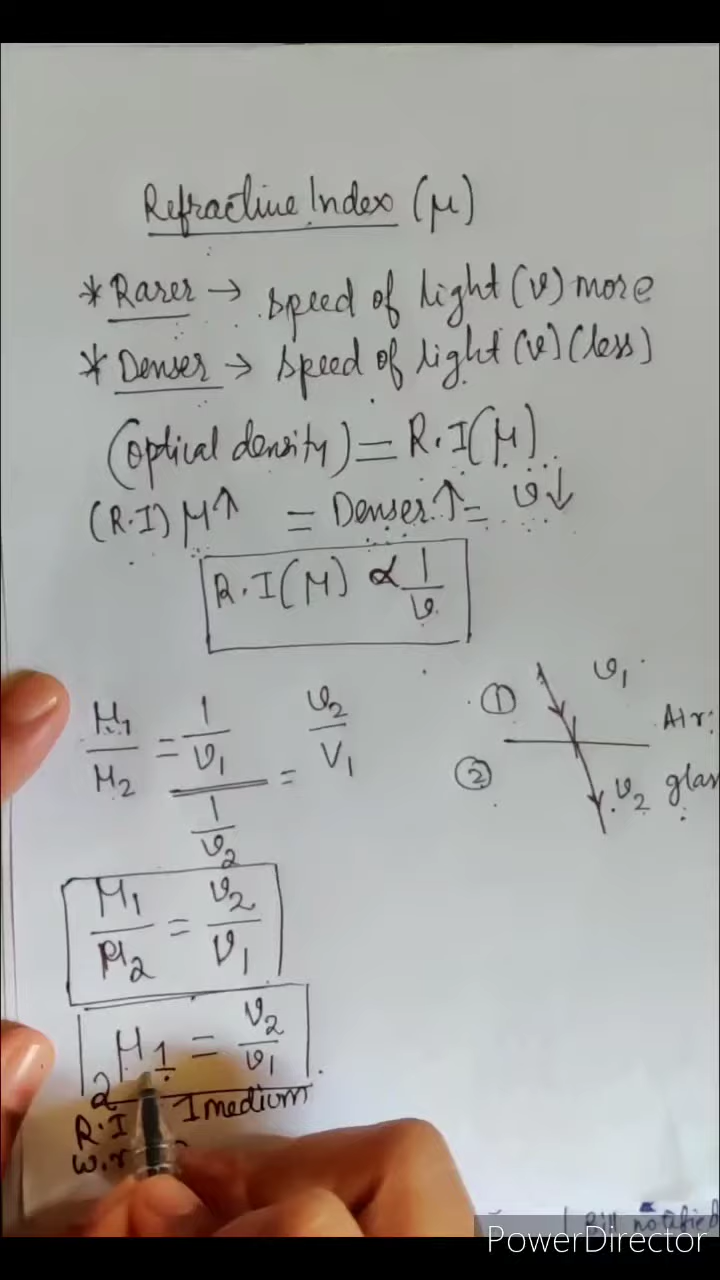 Refractive Index (μ)
* Rarer → speed of light (v) more
* Denser → speed of light (v) (less)
(optical density) = R.I (μ)
(R.I) μ↑ = Denser ↑ = v↓
R.I (μ) ∝ 1/v
μ1/μ2 = (1/v1)/(1/v2) = v2/V1
① v1 Air
② v2
μ1/μ2 = v2/v1
2μ1 = v2/v1
R.I 1 medium
PowerDirector